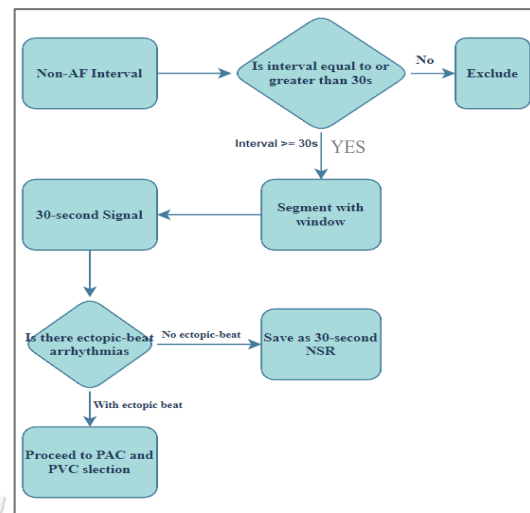 Non-AF Interval
Is interval equal to or
greater than 30s
No
Exclude
Interval >= 30s
YES
30-second Signal
Segment with
window
Is there ectopic-beat
arrhythmias
No ectopic-beat
Save as 30-second
NSR
With ectopic beat
Proceed to PAC and
PVC slection